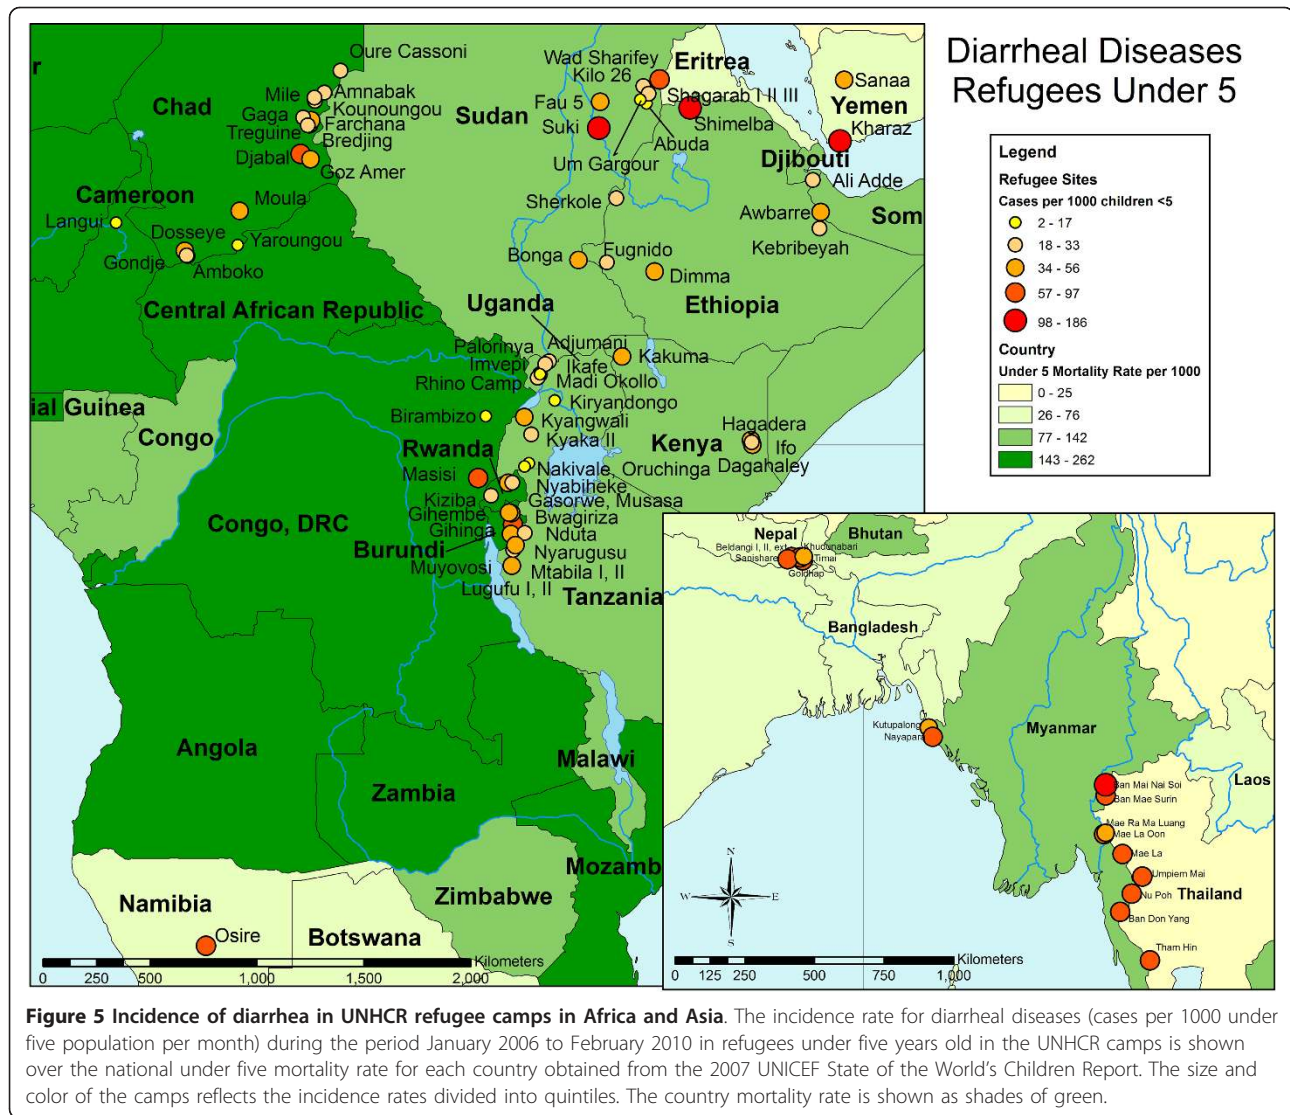 Diarrheal Diseases
Refugees Under 5
Legend
Refugee Sites
Cases per 1000 children <5
2 - 17
18 - 33
34 - 56
57 - 97
98 - 186
Country
Under 5 Mortality Rate per 1000
0 - 25
26 - 76
77 - 142
143 - 262
r
Oure Cassoni
Chad
Mile
Amnabak
Kounoungou
Gaga
Farchana
Treguine
Bredjing
Djabal
Goz Amer
Cameroon
Moula
Langui
Dosseye
Yaroungou
Gondje
Amboko
Central African Republic
Sudan
Wad Sharifey
Kilo 26
Eritrea
Fau 5
Shagarab I II III
Suki
Shimelba
Abuda
Um Gargour
Sanaa
Yemen
Kharaz
Djibouti
Ali Adde
Sherkole
Awbarre
Som
Kebribeyah
Bonga
Fugnido
Dimma
Ethiopia
Uganda
Palorinya
Adjumani
Imvepi
Ikafe
Kakuma
Rhino Camp
Madi Okollo
Kiryandongo
Birambizo
Kyangwali
Kyaka II
Hagadera
Kenya
Ifo
Dagahaley
Rwanda
Masisi
Nakivale, Oruchinga
Nyabiheke
Kiziba
Gasorwe, Musasa
Gihembe
Bwagiriza
Gihinga
Nduta
Burundi
Nyarugusu
Muyovosi
Mtabila I, II
Lugufu I, II
Tanzania
ial Guinea
Congo
Congo, DRC
Angola
Zambia
Malawi
Mozamb
Zimbabwe
Namibia
Osire
Botswana
Kilometers
0 250 500 1,000 1,500 2,000
Nepal
Bhutan
Beldangi I, II, ext
Khudunabari
Sanishare
Timai
Goldhap
Bangladesh
Kutupalong
Nayapara
Myanmar
Laos
Ban Mai Nai Soi
Ban Mae Surin
Mae Ra Ma Luang
Mae La Oon
Mae La
Umpiem Mai
Nu Poh
Thailand
Ban Don Yang
Tham Hin
N
W E
S
Kilometers
0 125 250 500 750 1,000
Figure 5 Incidence of diarrhea in UNHCR refugee camps in Africa and Asia. The incidence rate for diarrheal diseases (cases per 1000 under
five population per month) during the period January 2006 to February 2010 in refugees under five years old in the UNHCR camps is shown
over the national under five mortality rate for each country obtained from the 2007 UNICEF State of the World's Children Report. The size and
color of the camps reflects the incidence rates divided into quintiles. The country mortality rate is shown as shades of green.